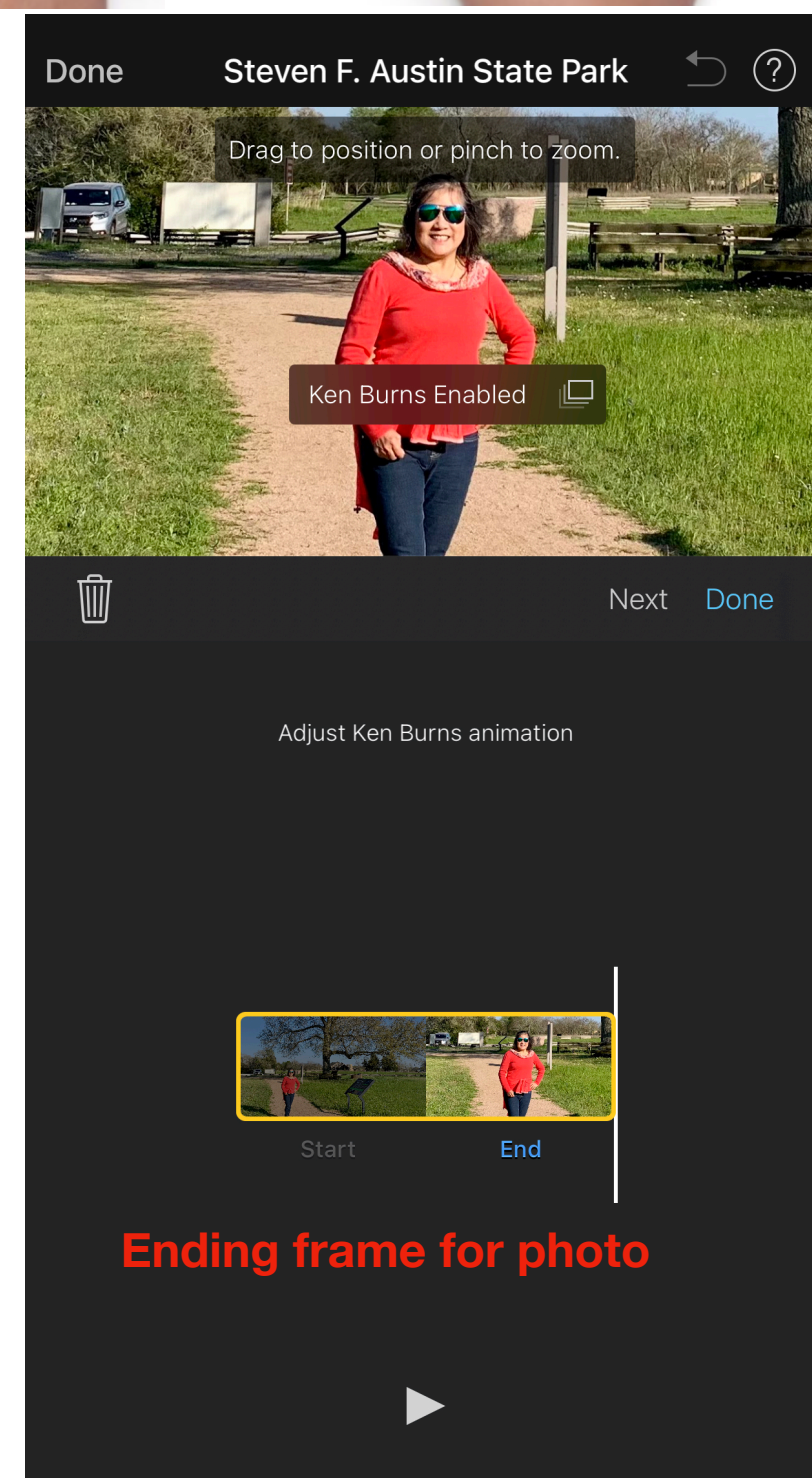 Done Steven F. Austin State Park
Drag to position or pinch to zoom.
Ken Burns Enabled
Next Done
Adjust Ken Burns animation
Start End
Ending frame for photo